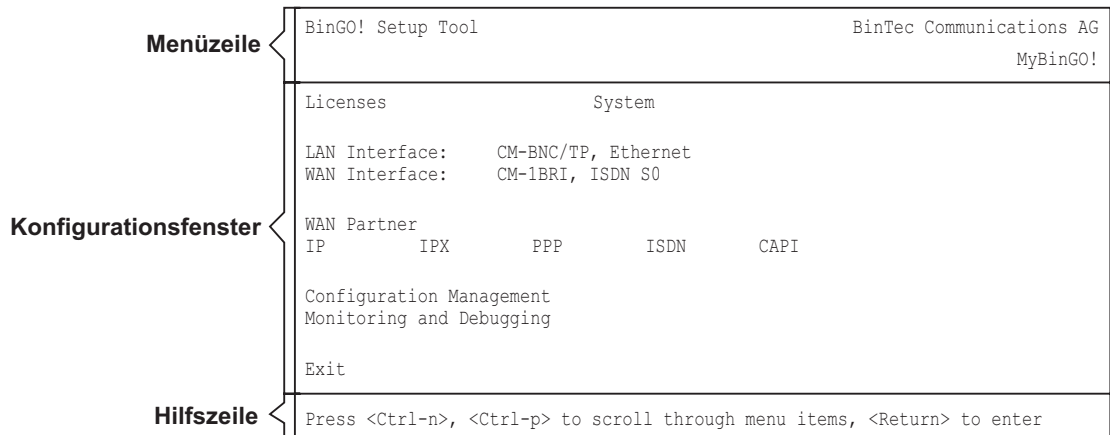 Menüzeile
BinGO! Setup Tool BinTec Communications AG
MyBinGO!
Konfigurationsfenster
Licenses System
LAN Interface: CM-BNC/TP, Ethernet
WAN Interface: CM-1BRI, ISDN S0
WAN Partner
IP IPX PPP ISDN CAPI
Configuration Management
Monitoring and Debugging
Exit
Hilfszeile
Press <Ctrl-n>, <Ctrl-p> to scroll through menu items, <Return> to enter